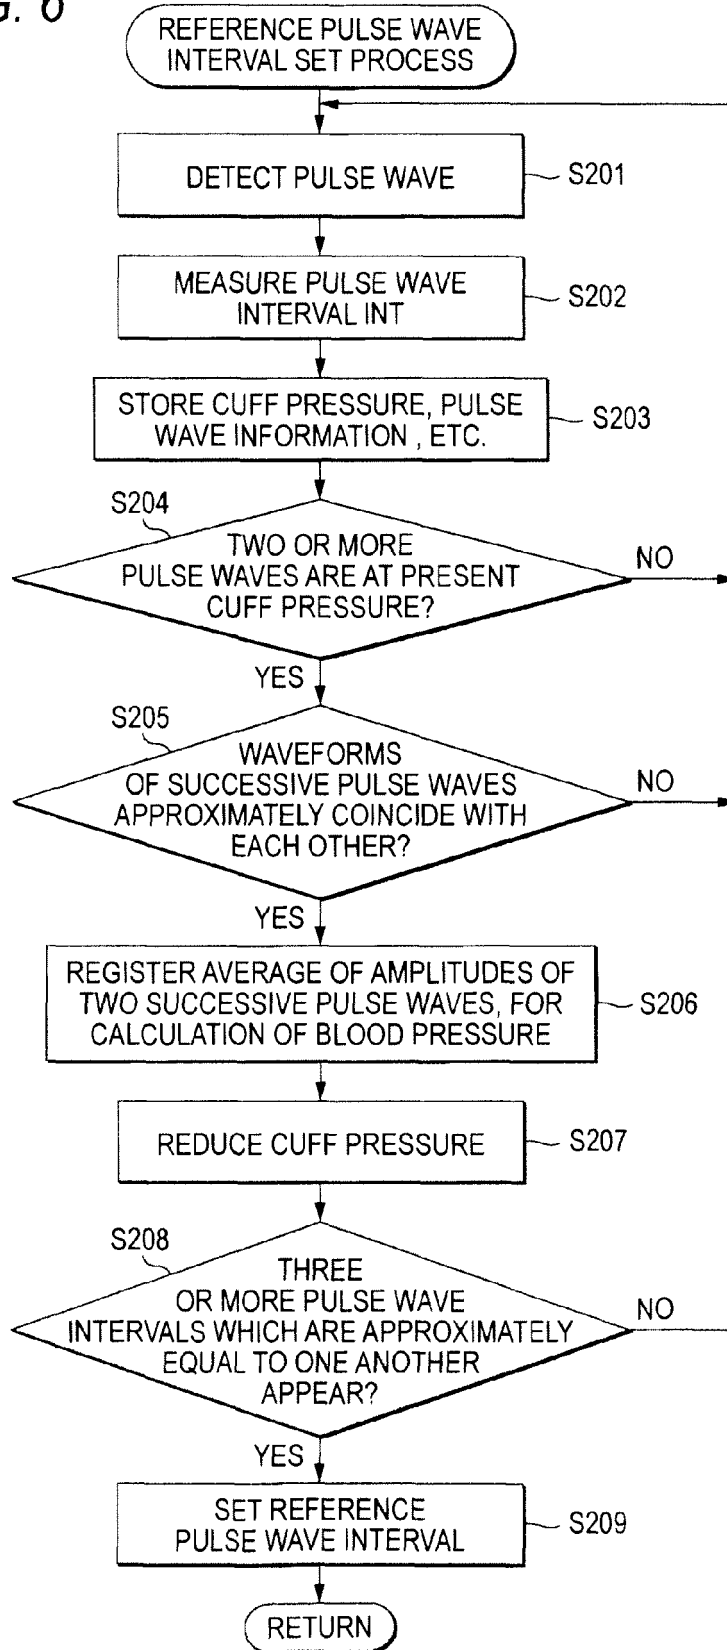 REFERENCE PULSE WAVE
INTERVAL SET PROCESS
DETECT PULSE WAVE
S201
MEASURE PULSE WAVE
INTERVAL INT
S202
STORE CUFF PRESSURE, PULSE
WAVE INFORMATION , ETC.
S203
S204
TWO OR MORE
PULSE WAVES ARE AT PRESENT
CUFF PRESSURE?
NO
YES
S205
WAVEFORMS
OF SUCCESSIVE PULSE WAVES
APPROXIMATELY COINCIDE WITH
EACH OTHER?
NO
YES
REGISTER AVERAGE OF AMPLITUDES OF
TWO SUCCESSIVE PULSE WAVES, FOR
CALCULATION OF BLOOD PRESSURE
S206
REDUCE CUFF PRESSURE
S207
S208
THREE
OR MORE PULSE WAVE
INTERVALS WHICH ARE APPROXIMATELY
EQUAL TO ONE ANOTHER
APPEAR?
NO
YES
SET REFERENCE
PULSE WAVE INTERVAL
S209
RETURN